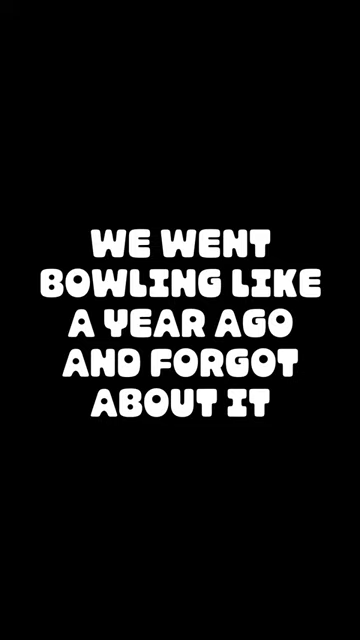 WE WENT
BOWLING LIKE
A YEAR AGO
AND FORGOT
ABOUT IT